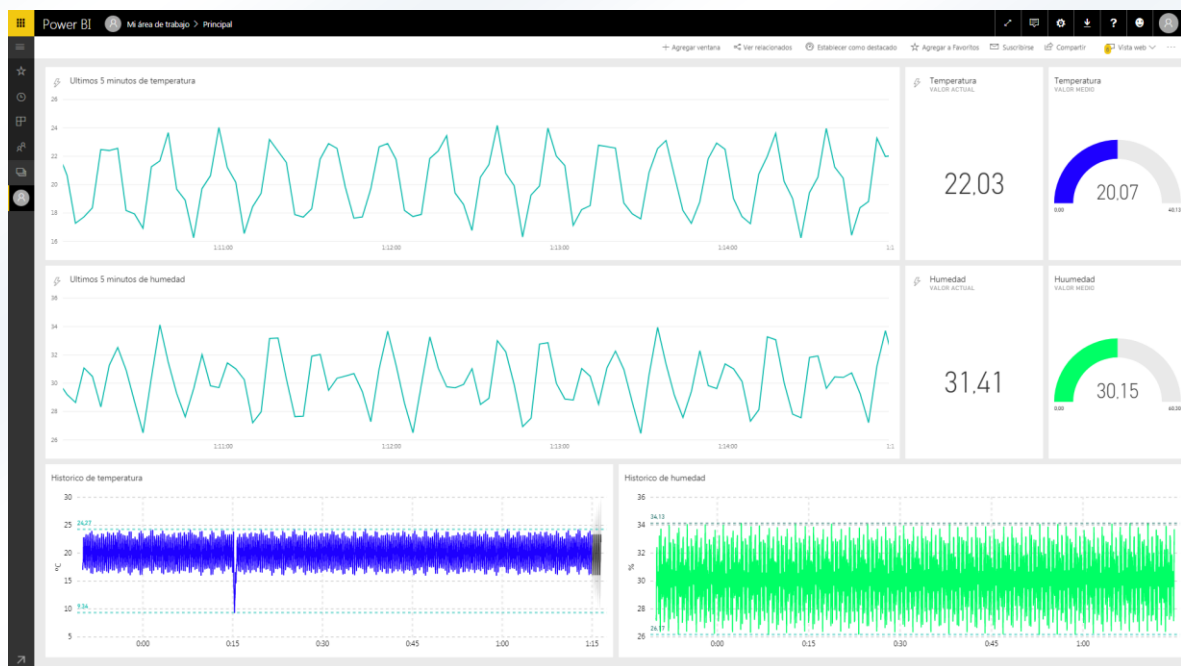 Power BI Mi área de trabajo > Principal
Agregar ventana Ver relacionados Establecer como destacado Agregar a Favoritos Suscribirse Compartir Vista web
Ultimos 5 minutos de temperatura
26
24
22
20
18
16
1:11:00 1:12:00 1:13:00 1:14:00 1:1
Temperatura
VALOR ACTUAL
22,03
Temperatura
VALOR MEDIO
20,07
0,00 40,13
Ultimos 5 minutos de humedad
36
34
32
30
28
26
1:11:00 1:12:00 1:13:00 1:14:00 1:1
Humedad
VALOR ACTUAL
31,41
Huumedad
VALOR MEDIO
30,15
0,00 60,30
Historico de temperatura
30
25
20
15
10
5
ºC
24,27
9,34
0:00 0:15 0:30 0:45 1:00 1:15
Historico de humedad
36
34
32
30
28
26
%
34,13
0:00 0:15 0:30 0:45 1:00